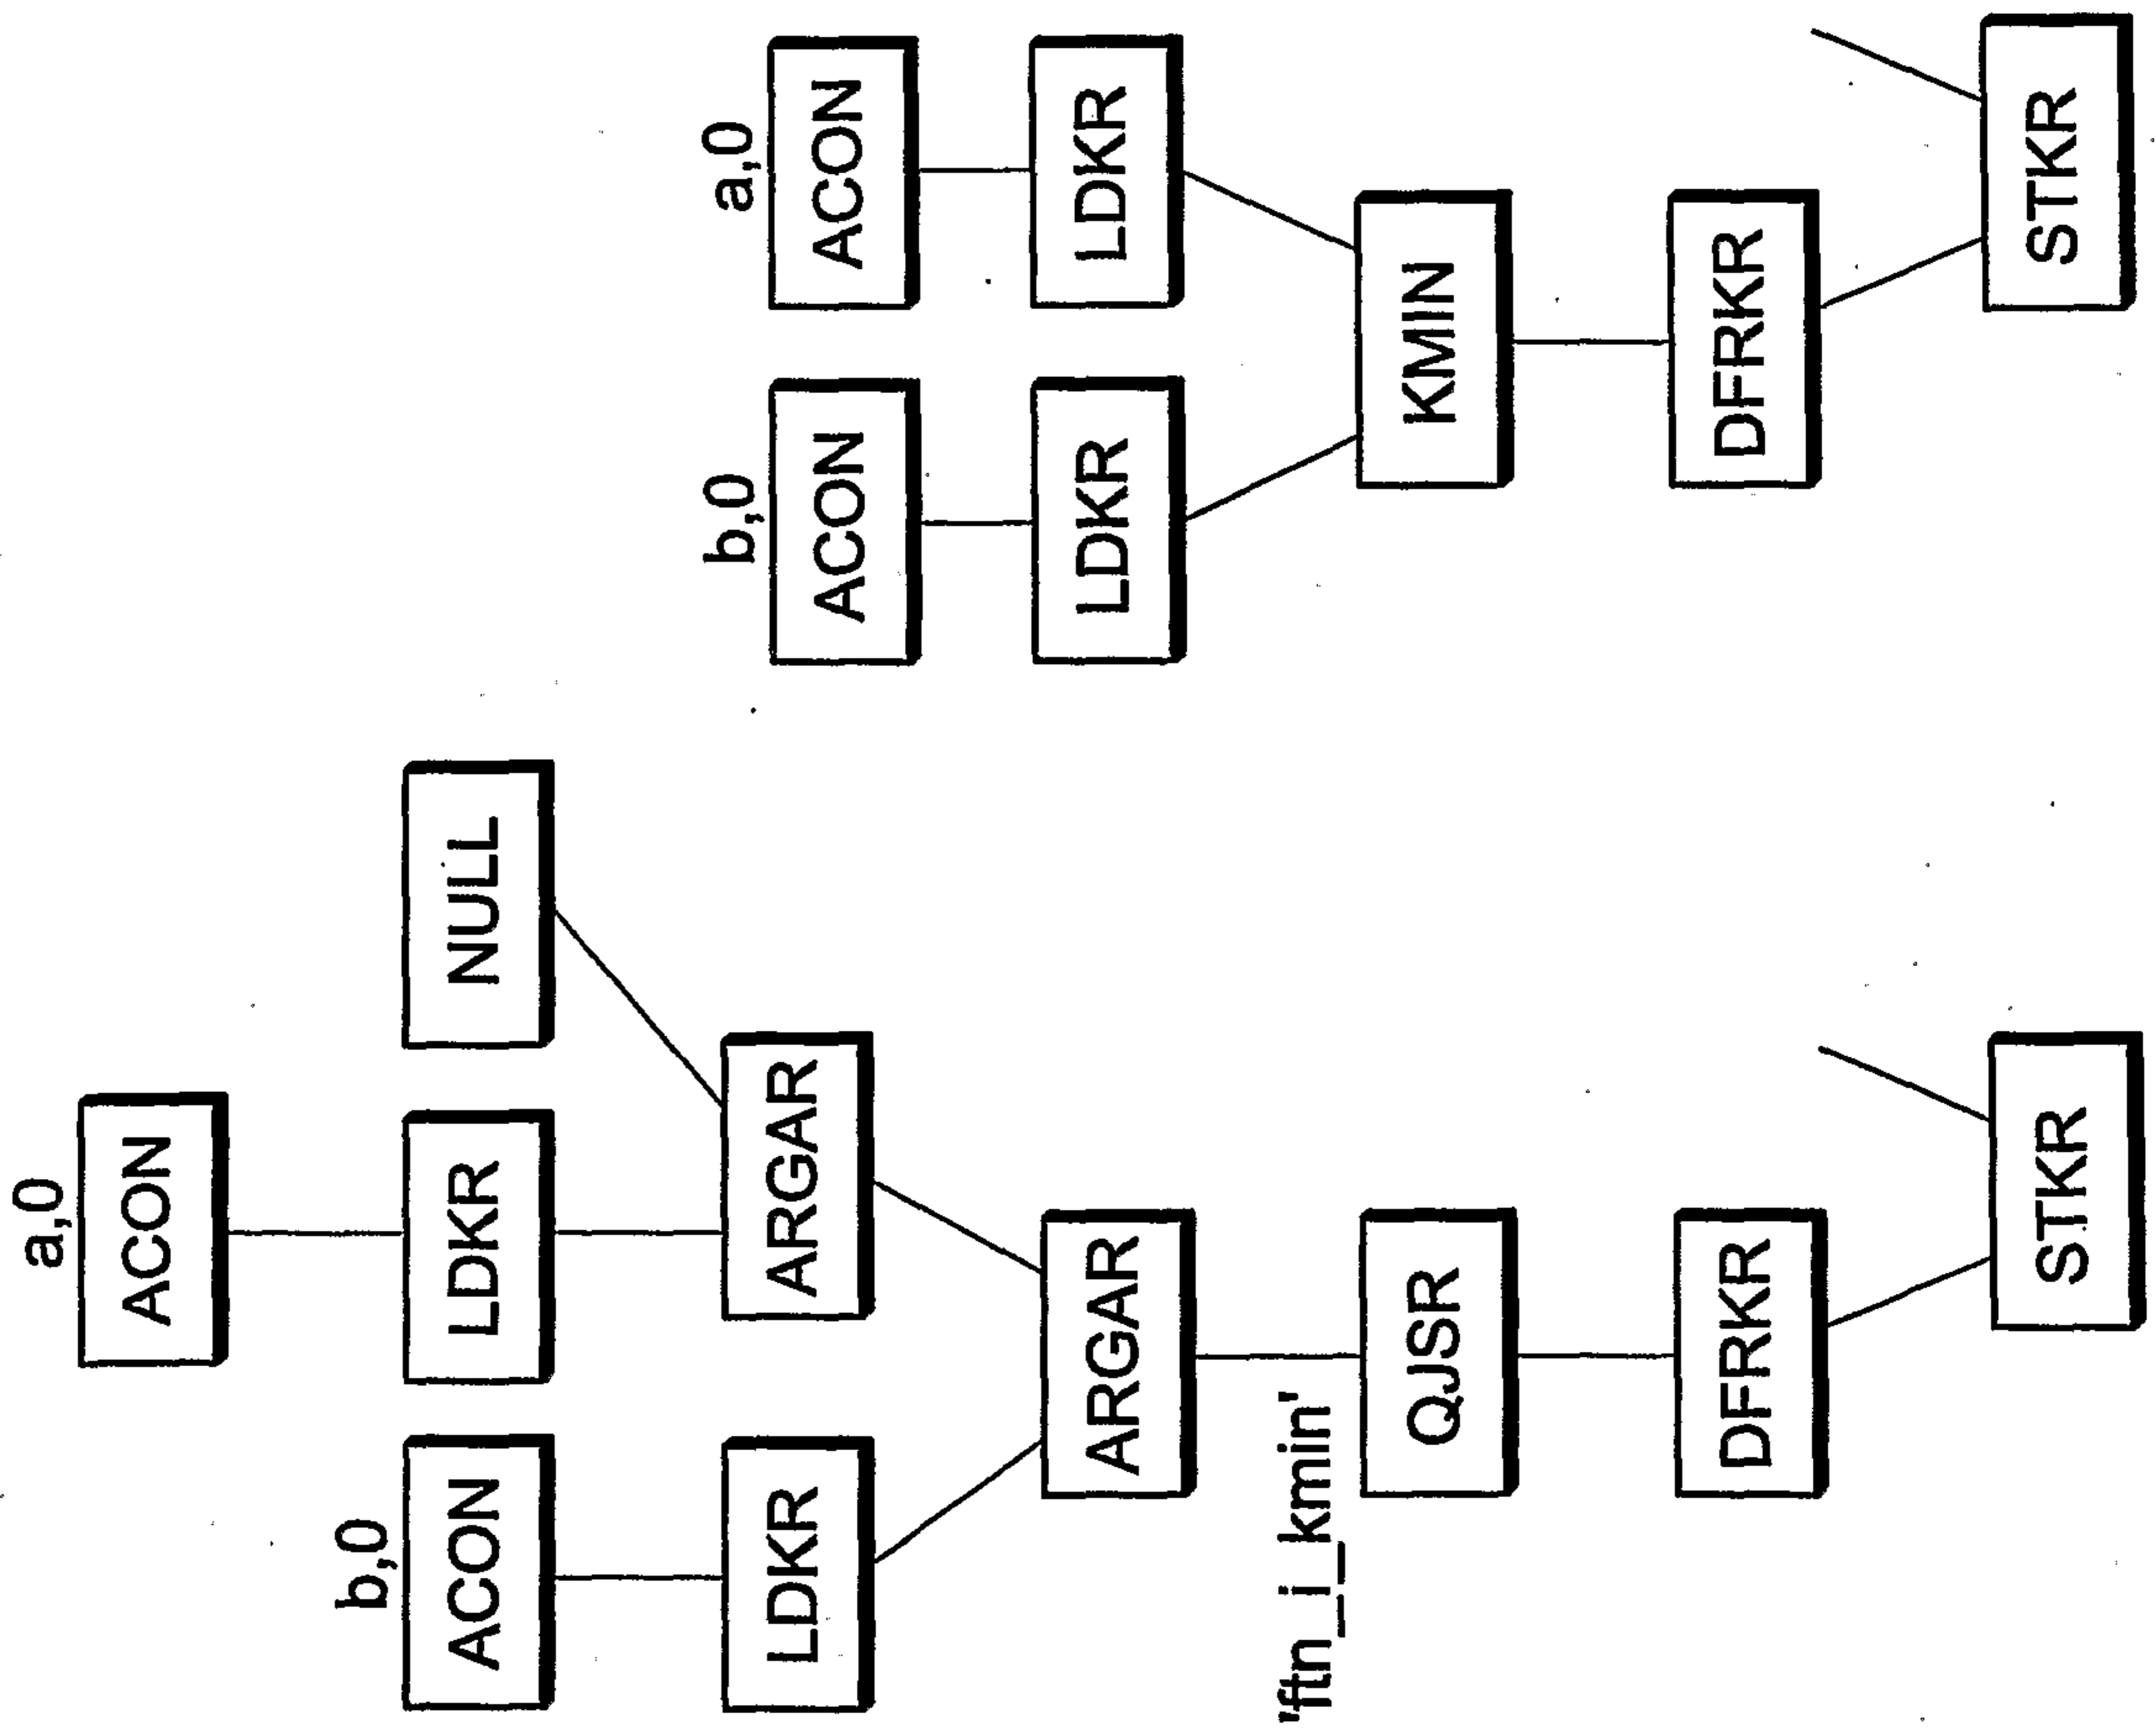 a,0
ACON
b,0
ACON
LDKR
NULL
LDKR
ARGAR
ARGAR
'ftn_i_kmin'
QJSR
DFRKR
STKR
b,0
a,0
ACON
ACON
LDKR
LDKR
KMIN
DFRKR
STKR